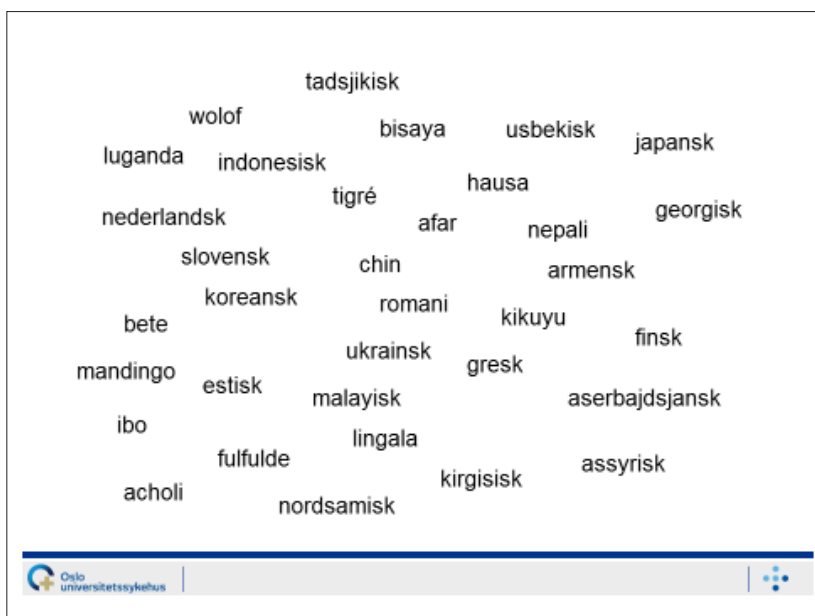 tadsjikisk
wolof
bisaya
usbekisk
japansk
luganda
indonesisk
hausa
tigré
georgisk
nederlandsk
afar
nepali
slovensk
chin
armensk
koreansk
romani
kikuyu
bete
finsk
ukrainsk
gresk
mandingo
estisk
malayisk
aserbajdsjansk
ibo
lingala
fulfulde
assyrisk
kirgisisk
acholi
nordsamisk
Oslo
universitetssykehus